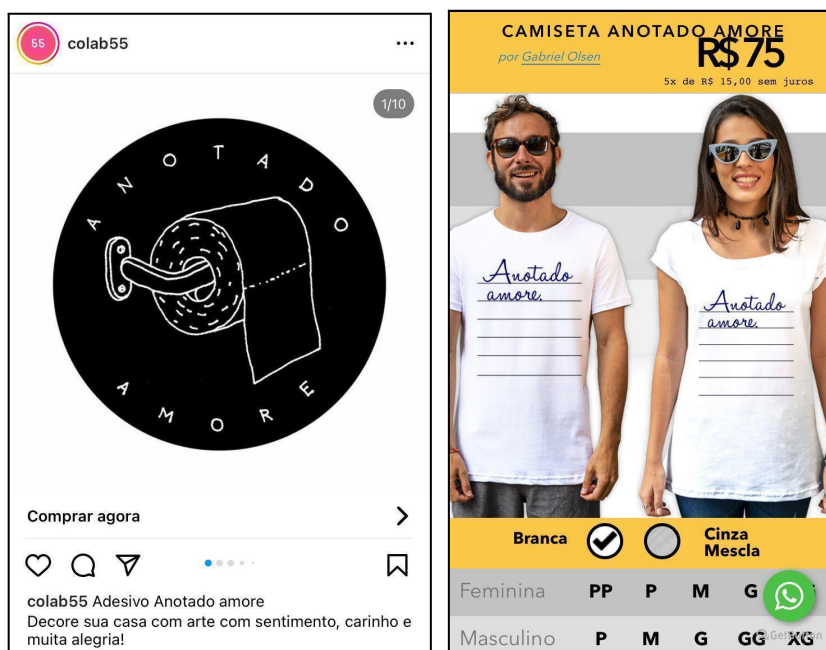 55
colab55
1/10
ANOTADO
AMORE
Comprar agora
colab55 Adesivo Anotado amore
Decore sua casa com arte com sentimento, carinho e
muita alegria!
CAMISETA ANOTADO AMORE
por Gabriel Olsen
R$ 75
5x de R$ 15,00 sem juros
Anotado
amore.
Anotado
amore.
Branca
Cinza
Mescla
Feminina PP P M G
Masculino P M G GG XG
GetButton